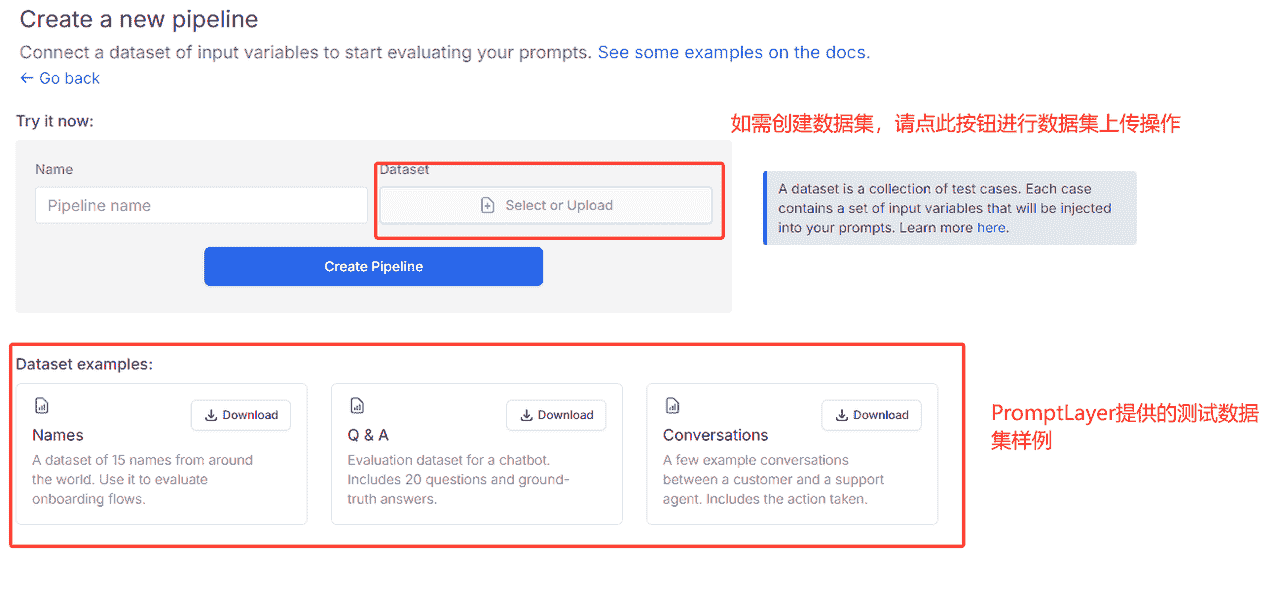 Create a new pipeline
Connect a dataset of input variables to start evaluating your prompts. See some examples on the docs.
← Go back
Try it now:
如需创建数据集，请点此按钮进行数据集上传操作
Name
Dataset
Pipeline name
Select or Upload
A dataset is a collection of test cases. Each case
contains a set of input variables that will be injected
into your prompts. Learn more here.
Create Pipeline
Dataset examples:
Download
Names
A dataset of 15 names from around
the world. Use it to evaluate
onboarding flows.
Download
Q & A
Evaluation dataset for a chatbot.
Includes 20 questions and ground-
truth answers.
Download
Conversations
A few example conversations
between a customer and a support
agent. Includes the action taken.
PromptLayer提供的测试数据
集样例